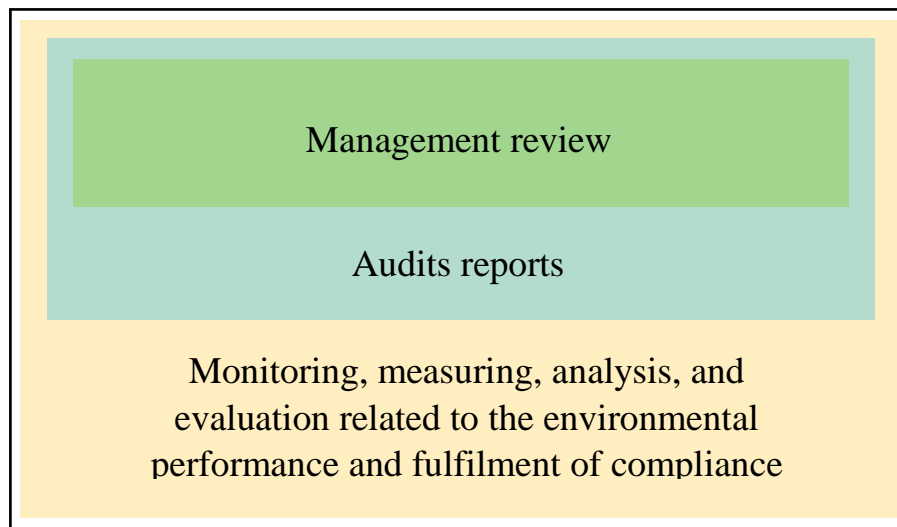 Management review
Audits reports
Monitoring, measuring, analysis, and
evaluation related to the environmental
performance and fulfilment of compliance